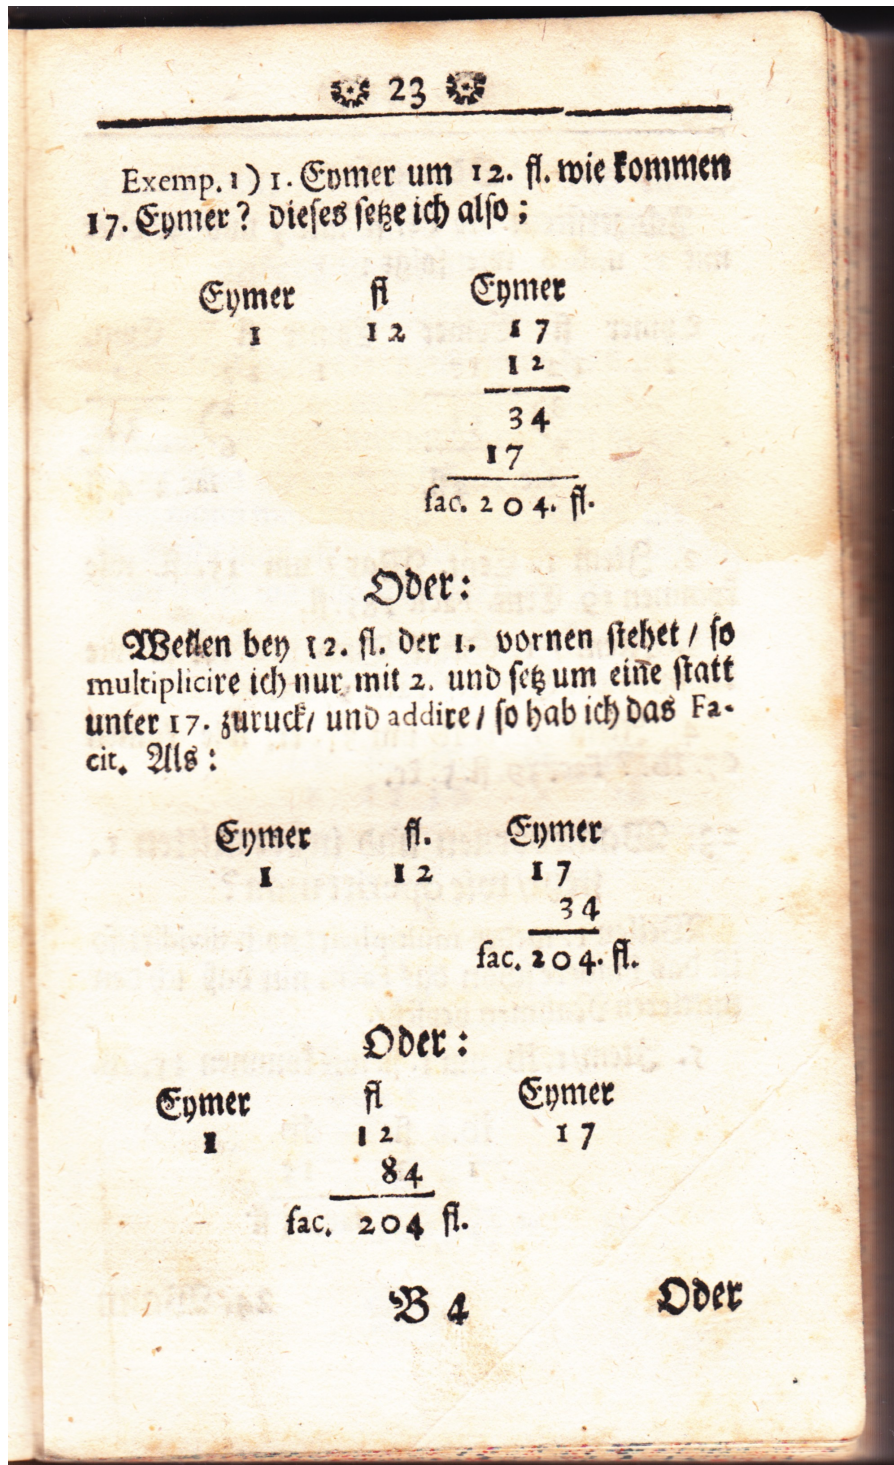 23
Exemp. 1) 1. Eymer um 12. fl. wie kommen
17. Eymer? dieses setze ich also;
Eymer fl Eymer
1 12 17
12
34
17
fac. 204. fl.
Oder:
Weilen bey 12. fl. der 1. vornen stehet / so
multiplicire ich nur mit 2. und setz um eine statt
unter 17. zuruck/ und addire / so hab ich das Fa-
cit. Als:
Eymer fl. Eymer
1 12 17
34
fac. 204. fl.
Oder:
Eymer fl Eymer
1 12 17
84
fac. 204 fl.
B 4 Oder